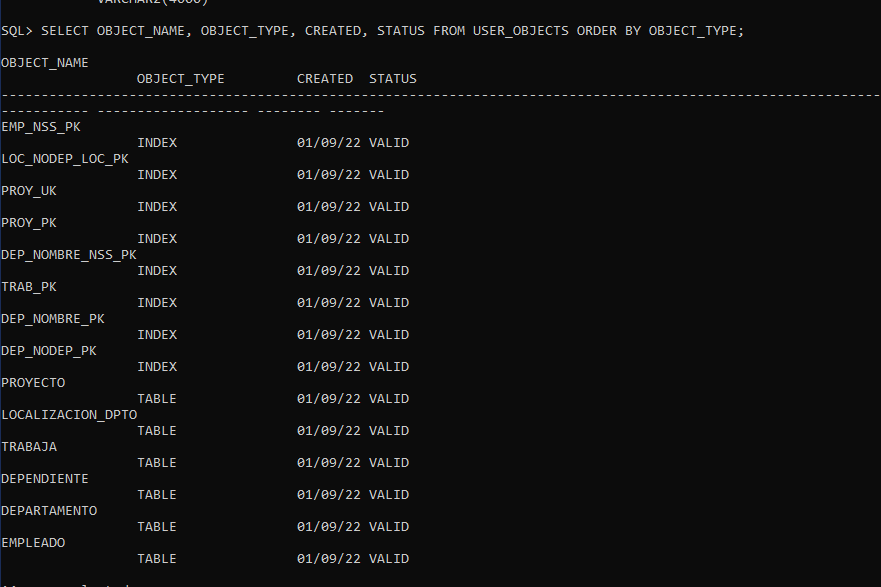 VARCHAR2(4000)
SQL> SELECT OBJECT_NAME, OBJECT_TYPE, CREATED, STATUS FROM USER_OBJECTS ORDER BY OBJECT_TYPE;
OBJECT_NAME
OBJECT_TYPE CREATED STATUS
--------------------------------------------------------------------------------------------------------------
----------- ------------------- -------- -------
EMP_NSS_PK
INDEX 01/09/22 VALID
LOC_NODEP_LOC_PK
INDEX 01/09/22 VALID
PROY_UK
INDEX 01/09/22 VALID
PROY_PK
INDEX 01/09/22 VALID
DEP_NOMBRE_NSS_PK
INDEX 01/09/22 VALID
TRAB_PK
INDEX 01/09/22 VALID
DEP_NOMBRE_PK
INDEX 01/09/22 VALID
DEP_NODEP_PK
INDEX 01/09/22 VALID
PROYECTO
TABLE 01/09/22 VALID
LOCALIZACION_DPTO
TABLE 01/09/22 VALID
TRABAJA
TABLE 01/09/22 VALID
DEPENDIENTE
TABLE 01/09/22 VALID
DEPARTAMENTO
TABLE 01/09/22 VALID
EMPLEADO
TABLE 01/09/22 VALID